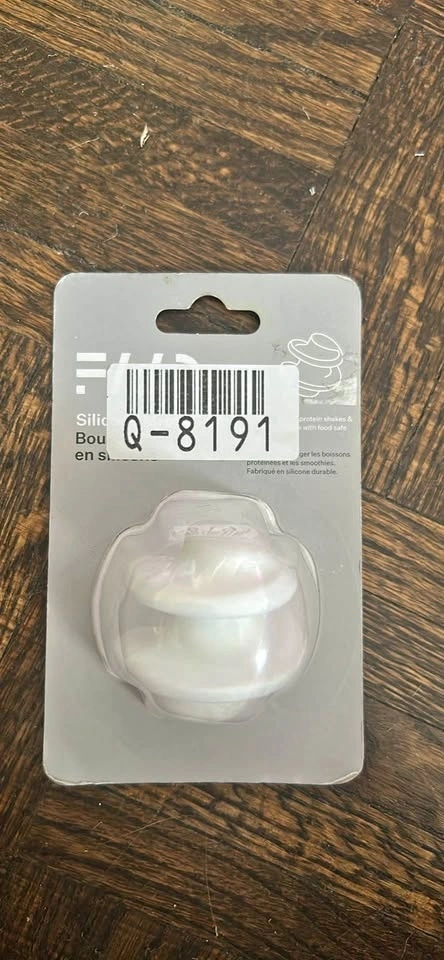 Silic
Q-8191
Bou
en s
protein shakes &
with food safe
ger les boissons
protéinées et les smoothies.
Fabriqué en silicone durable.